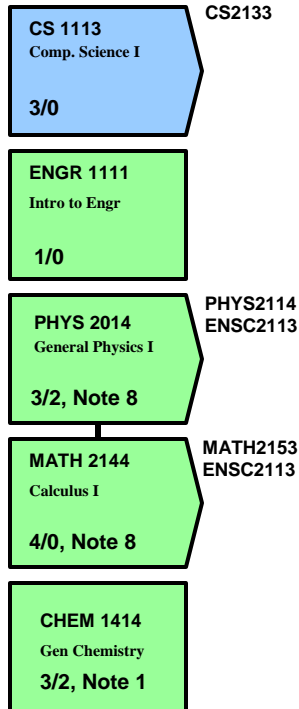 CS2133
CS 1113
Comp. Science I
3/0
ENGR 1111
Intro to Engr
1/0
PHYS2114
ENSC2113
PHYS 2014
General Physics I
3/2, Note 8
MATH2153
ENSC2113
MATH 2144
Calculus I
4/0, Note 8
CHEM 1414
Gen Chemistry
3/2, Note 1